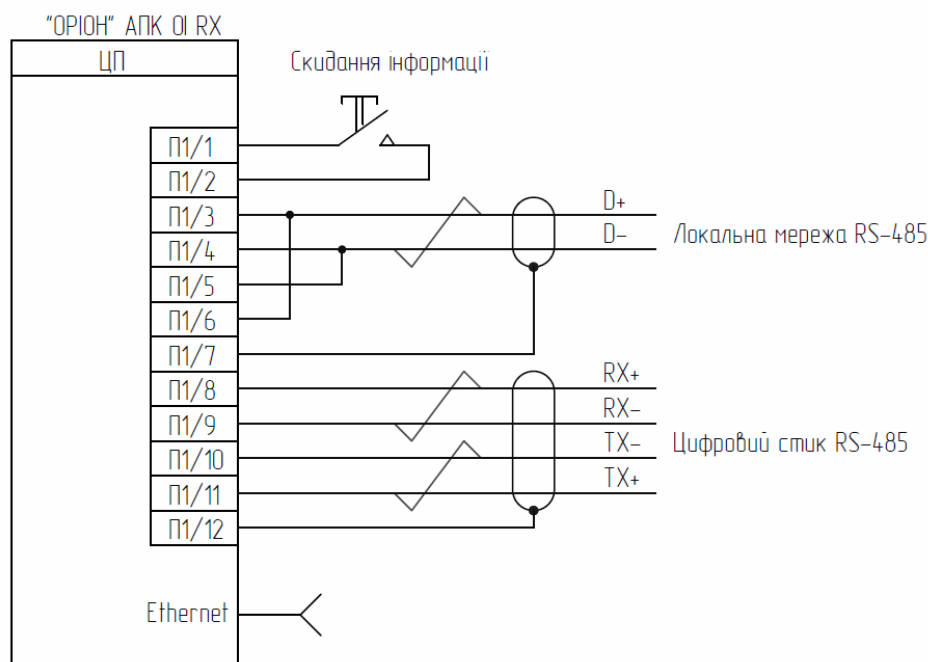 "ОРІОН" АПК ОІ RX
ЦП
Скидання інформації
П1/1
П1/2
П1/3
D+
П1/4
D-
Локальна мережа RS-485
П1/5
П1/6
П1/7
П1/8
RX+
П1/9
RX-
П1/10
TX-
Цифровий стик RS-485
П1/11
TX+
П1/12
Ethernet